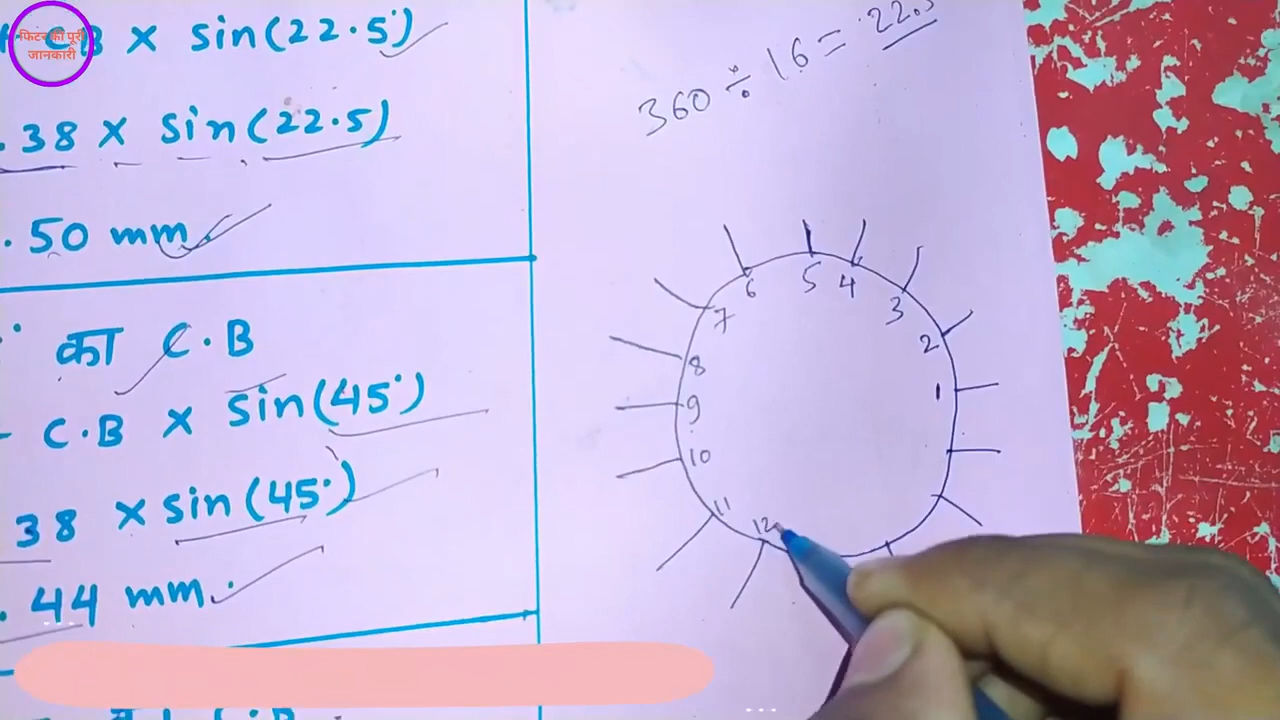 फिटर की पूरी
जानकारी
CB × sin(22.5°)
.38 × sin(22.5)
.50 mm
का C.B
C.B × sin(45°)
38 × sin(45°)
.44 mm.
C.B
360 ÷ 16 = 22.5
1
2
3
4
5
6
7
8
9
10
11
12